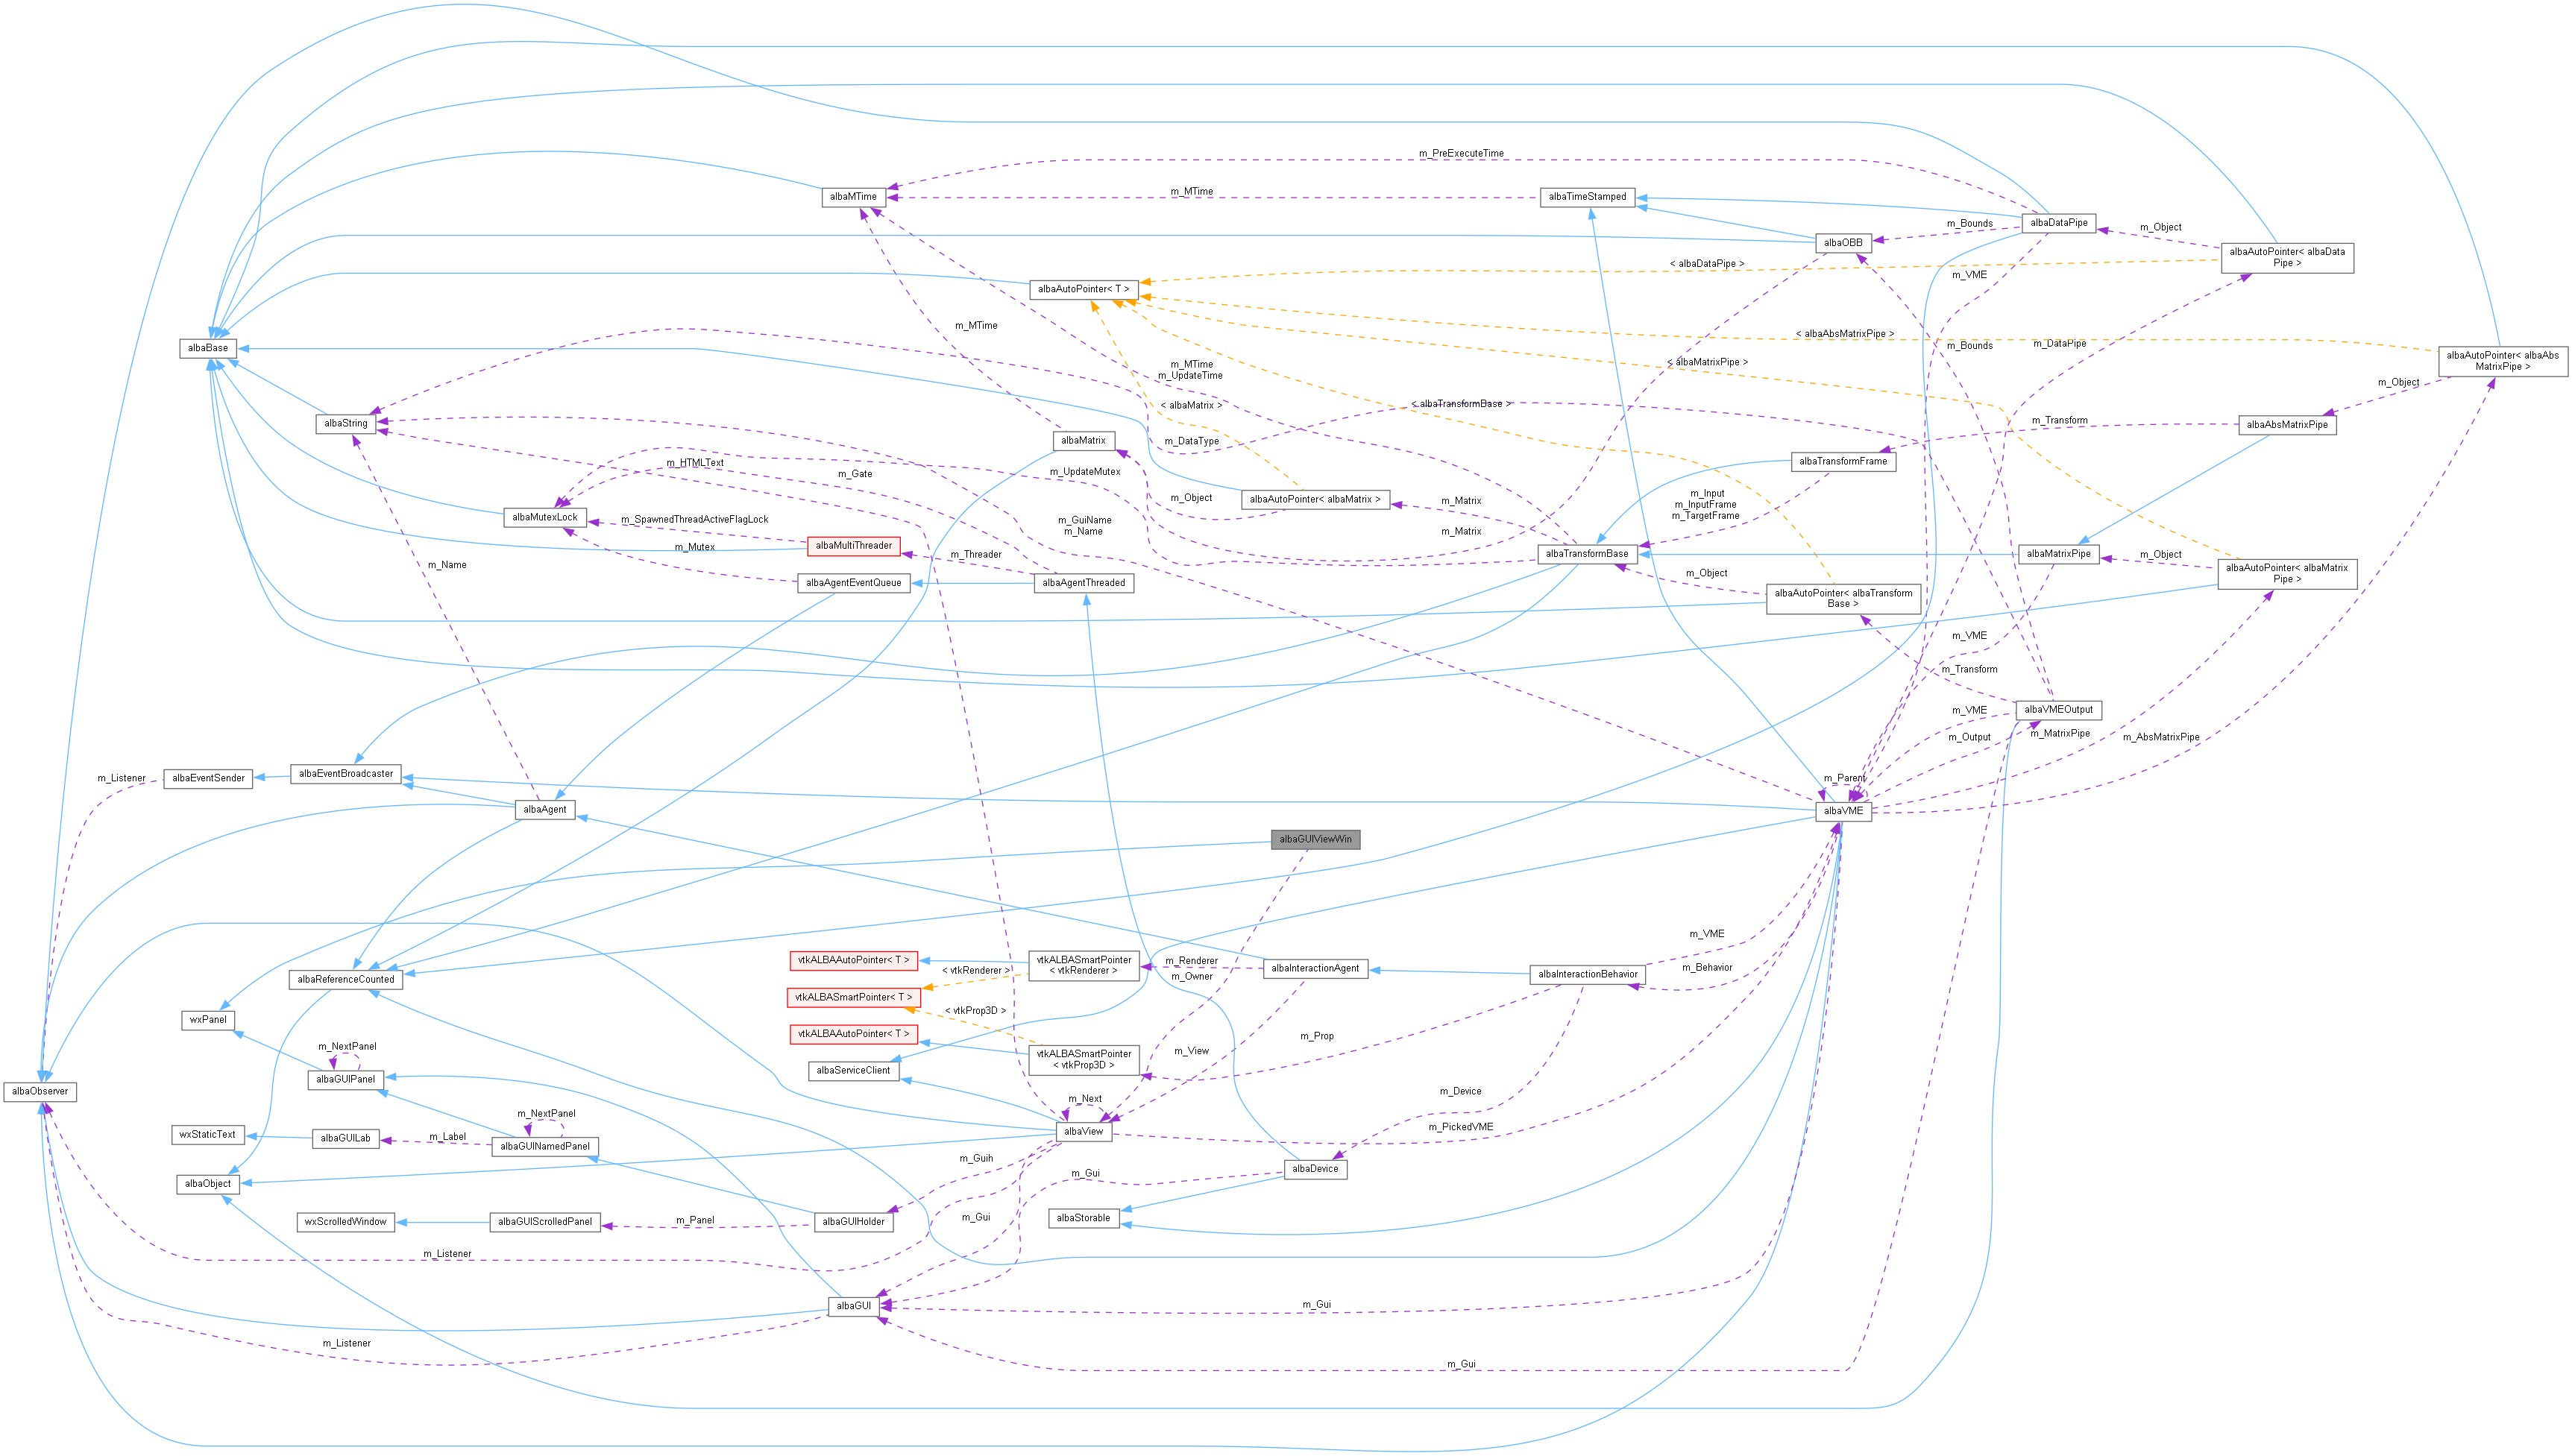 m_PreExecuteTime
m_MTime
albaMTime
albaTimeStamped
albaDataPipe
m_Bounds
m_Object
albaOBB
albaAutoPointer< albaData
Pipe >
< albaDataPipe >
m_VME
albaAutoPointer< T >
m_MTime
< albaAbsMatrixPipe >
albaBase
m_Bounds
m_DataPipe
albaAutoPointer< albaAbs
MatrixPipe >
m_MTime
m_UpdateTime
< albaMatrixPipe >
m_Object
albaString
< albaMatrix >
< albaTransformBase >
m_Transform
albaAbsMatrixPipe
albaMatrix
m_DataType
albaTransformFrame
m_HTMLText
m_Gate
m_UpdateMutex
albaAutoPointer< albaMatrix >
m_Object
m_Matrix
m_Input
m_InputFrame
m_TargetFrame
albaMutexLock
m_SpawnedThreadActiveFlagLock
m_GuiName
m_Name
m_Matrix
albaMultiThreader
m_Mutex
m_Threader
albaTransformBase
albaMatrixPipe
m_Object
albaAutoPointer< albaMatrix
Pipe >
m_Name
albaAgentEventQueue
albaAgentThreaded
m_Object
albaAutoPointer< albaTransform
Base >
m_VME
m_Transform
albaVMEOutput
m_VME
m_Output
m_MatrixPipe
m_AbsMatrixPipe
m_Listener
albaEventSender
albaEventBroadcaster
m_Parent
albaAgent
albaVME
albaGUIViewWin
m_VME
albaReferenceCounted
vtkALBAAutoPointer< T >
vtkALBASmartPointer
< vtkRenderer >
m_Renderer
albaInteractionAgent
albaInteractionBehavior
m_Behavior
< vtkRenderer >
m_Owner
vtkALBASmartPointer< T >
< vtkProp3D >
wxPanel
vtkALBAAutoPointer< T >
m_Prop
m_NextPanel
vtkALBASmartPointer
< vtkProp3D >
m_View
albaServiceClient
albaGUIPanel
albaObserver
m_Device
m_Next
m_NextPanel
wxStaticText
albaGUILab
m_Label
albaGUINamedPanel
albaView
m_PickedVME
m_Guih
m_Gui
albaDevice
albaObject
wxScrolledWindow
albaGUIScrolledPanel
m_Panel
albaGUIHolder
m_Gui
albaStorable
m_Listener
albaGUI
m_Gui
m_Listener
m_Gui